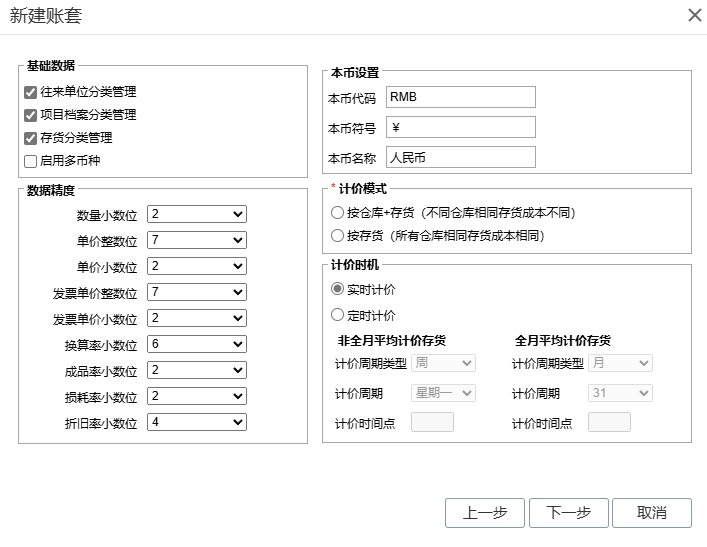 新建账套
基础数据
往来单位分类管理
项目档案分类管理
存货分类管理
启用多币种
数据精度
数量小数位 2
单价整数位 7
单价小数位 2
发票单价整数位 7
发票单价小数位 2
换算率小数位 6
成品率小数位 2
损耗率小数位 2
折旧率小数位 4
本币设置
本币代码 RMB
本币符号 ¥
本币名称 人民币
* 计价模式
按仓库+存货（不同仓库相同存货成本不同）
按存货（所有仓库相同存货成本相同）
计价时机
实时计价
定时计价
非全月平均计价存货
计价周期类型 周
计价周期 星期一
计价时间点
全月平均计价存货
计价周期类型 月
计价周期 31
计价时间点
上一步 下一步 取消